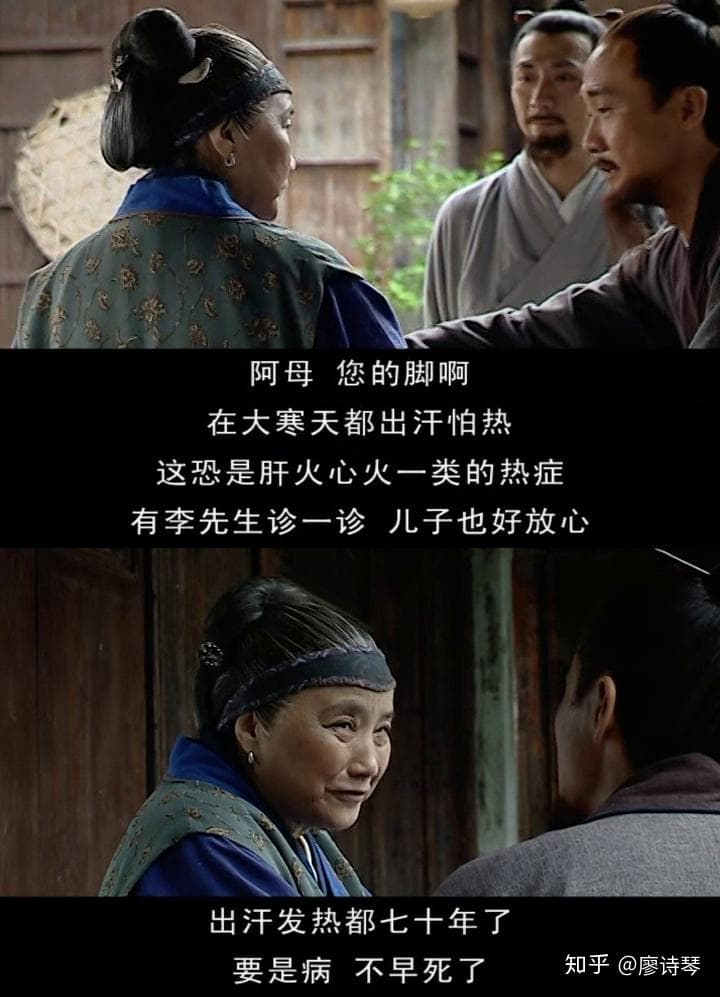 阿母 您的脚啊
在大寒天都出汗怕热
这恐是肝火心火一类的热症
有李先生诊一诊 儿子也好放心
出汗发热都七十年了
要是病 不早死了
知乎 @廖诗琴